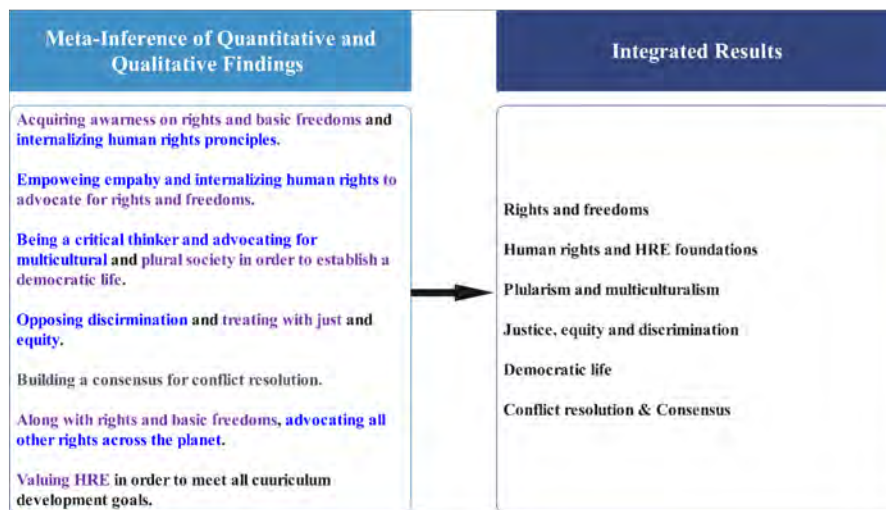 Meta-Inference of Quantitative and
Qualitative Findings
Acquiring awarness on rights and basic freedoms and
internalizing human rights pronciples.
Empoweing empahy and internalizing human rights to
advocate for rights and freedoms.
Being a critical thinker and advocating for
multicultural and plural society in order to establish a
democratic life.
Opposing discirmination and treating with just and
equity.
Building a consensus for conflict resolution.
Along with rights and basic freedoms, advocating all
other rights across the planet.
Valuing HRE in order to meet all cuuriculum
development goals.
Integrated Results
Rights and freedoms
Human rights and HRE foundations
Plularism and multiculturalism
Justice, equity and discrimination
Democratic life
Conflict resolution & Consensus